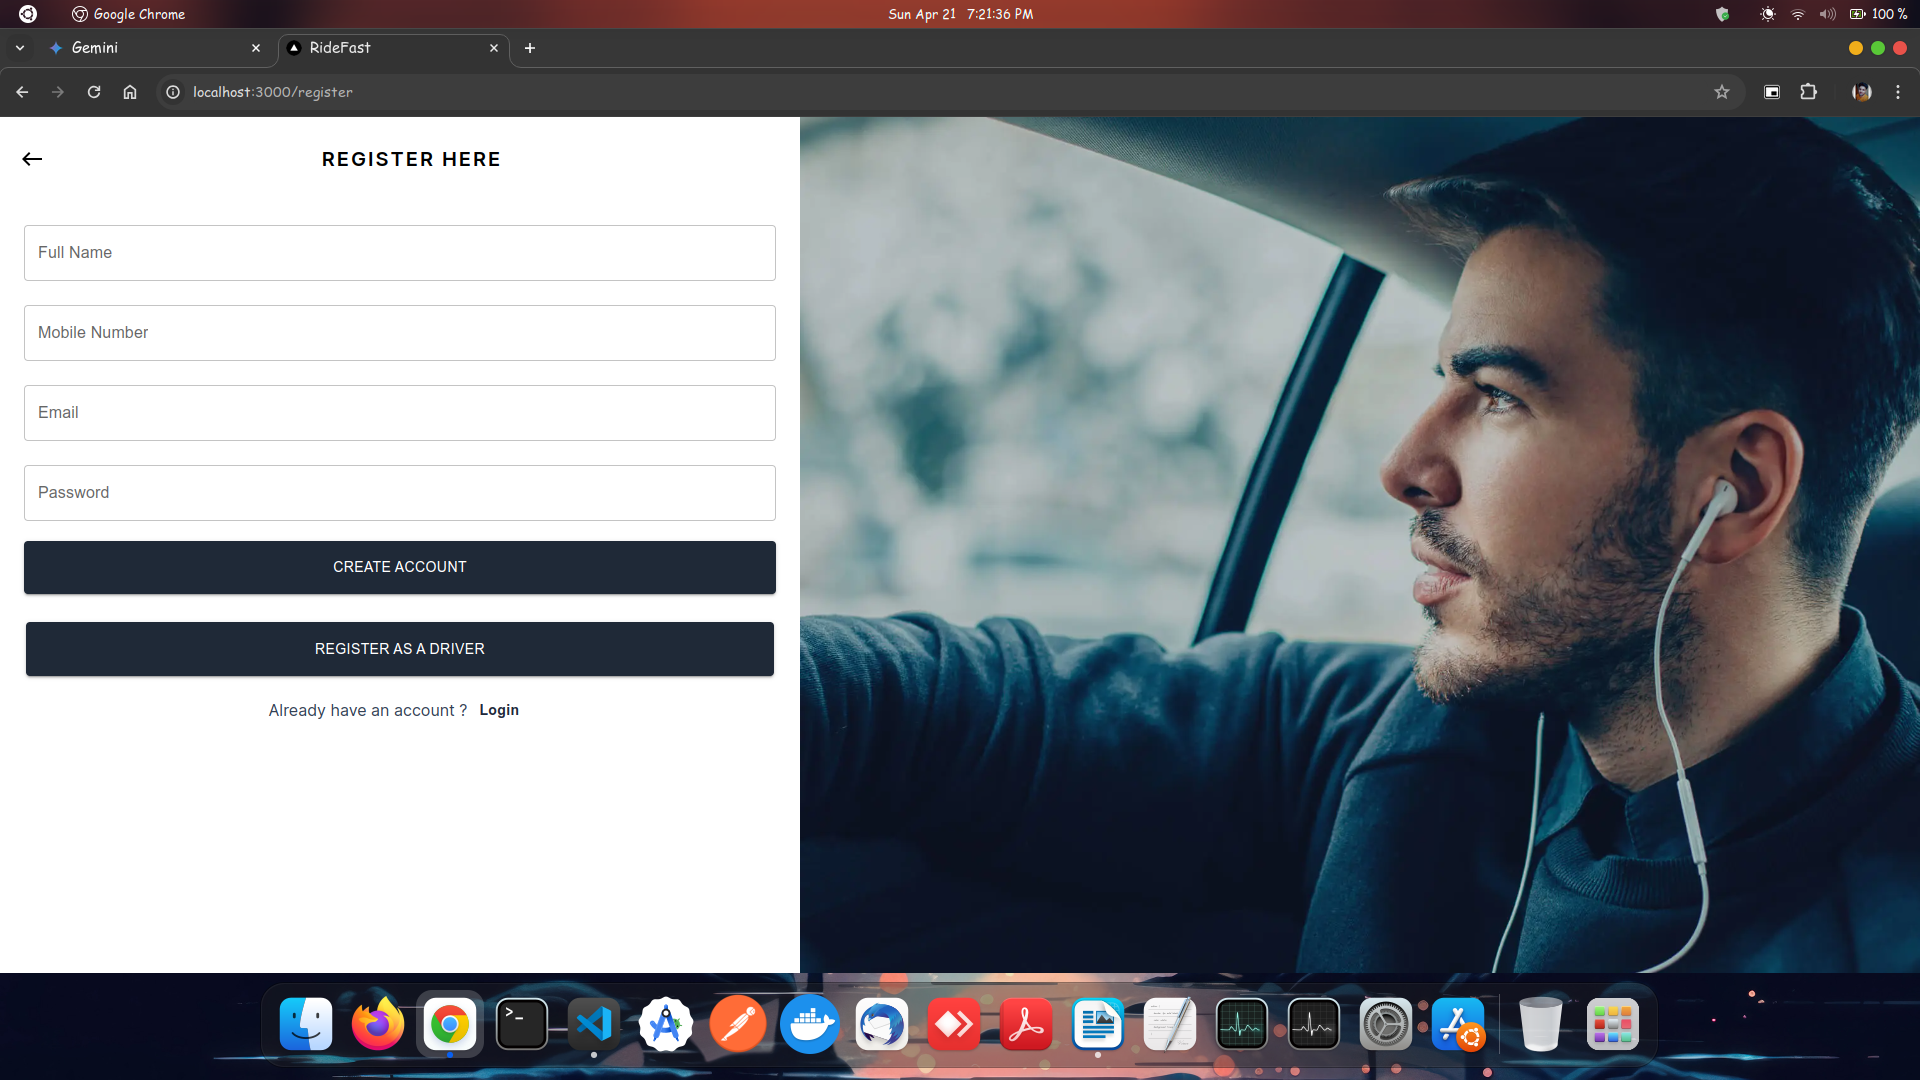 Google Chrome
Sun Apr 21 7:21:36 PM
100 %
Gemini
RideFast
localhost:3000/register
REGISTER HERE
Full Name
Mobile Number
Email
Password
CREATE ACCOUNT
REGISTER AS A DRIVER
Already have an account ? Login
>_